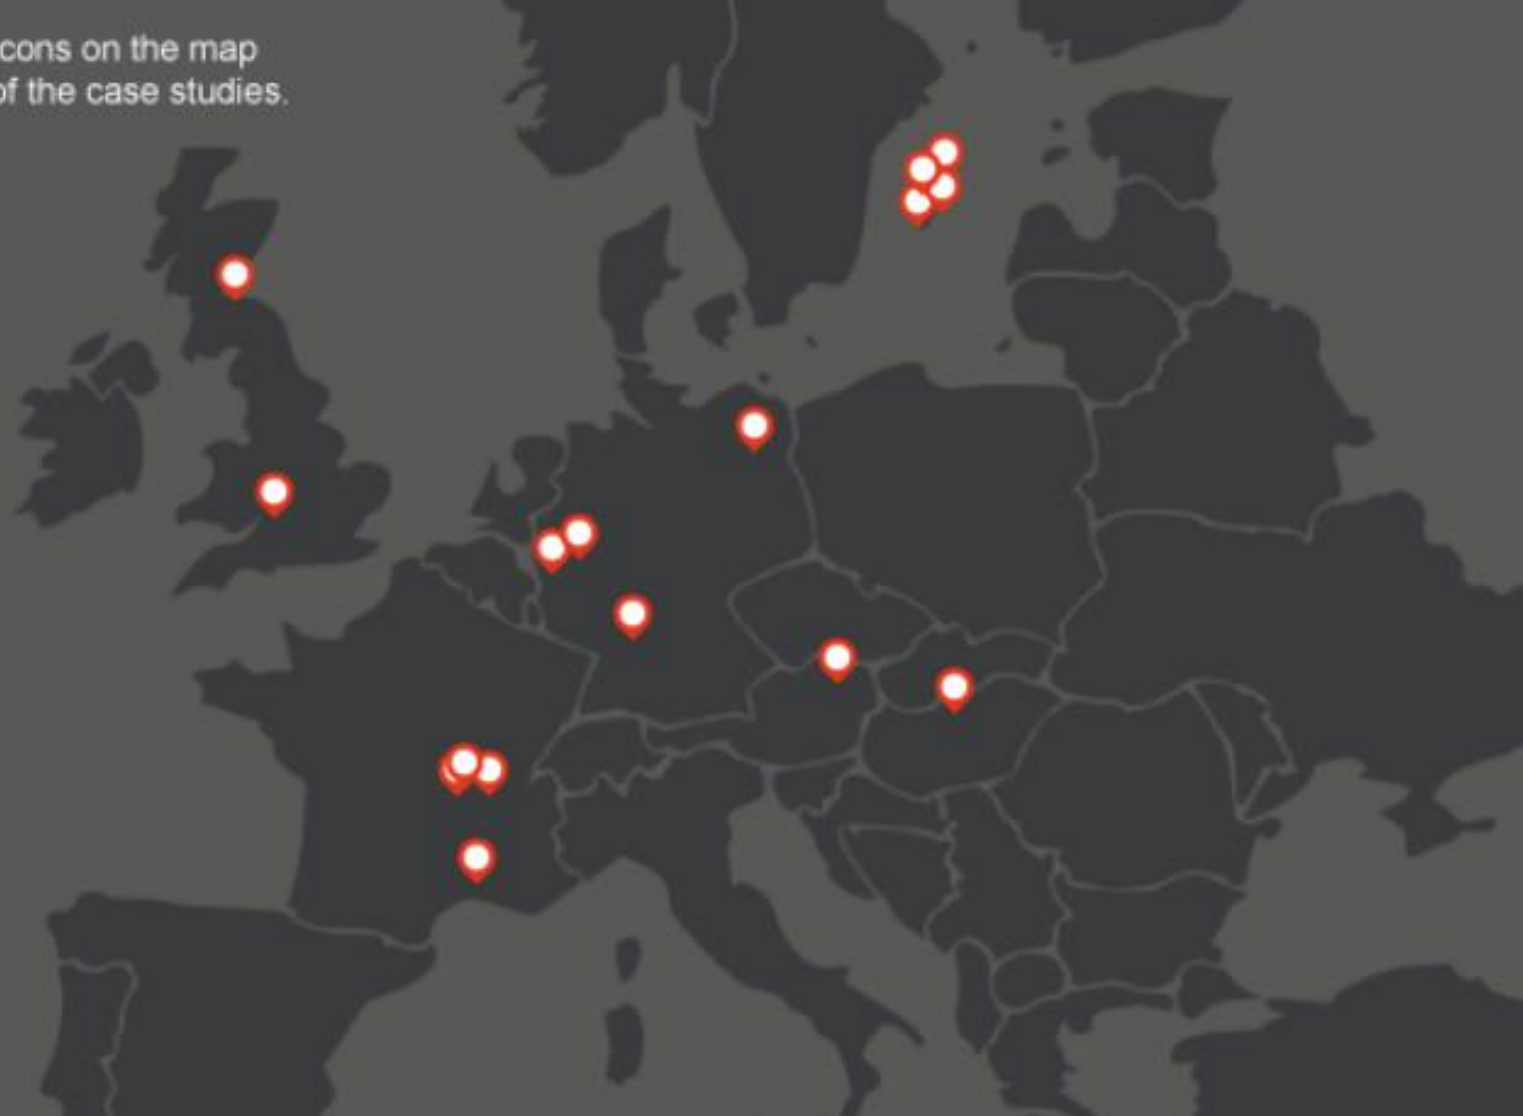 cons on the map
of the case studies.